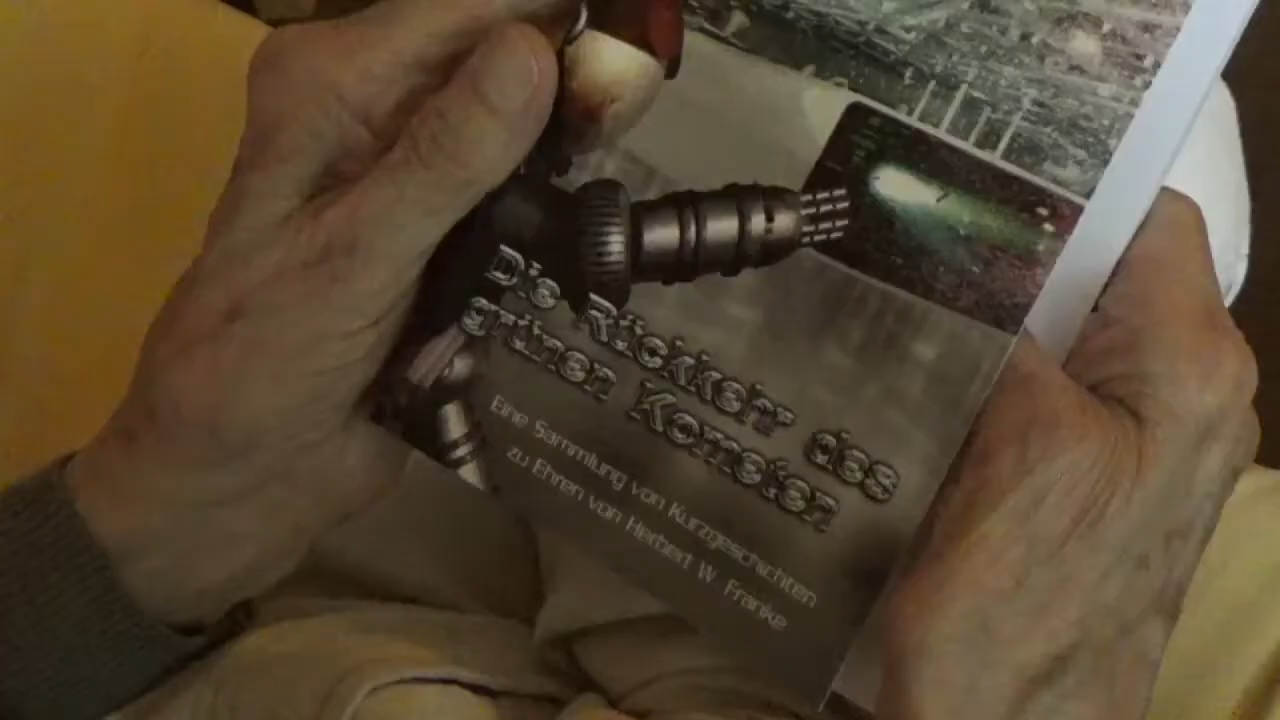 Die Rückkehr des
grünen Kometen
Eine Sammlung von Kurzgeschichten
zu Ehren von Herbert W. Franke